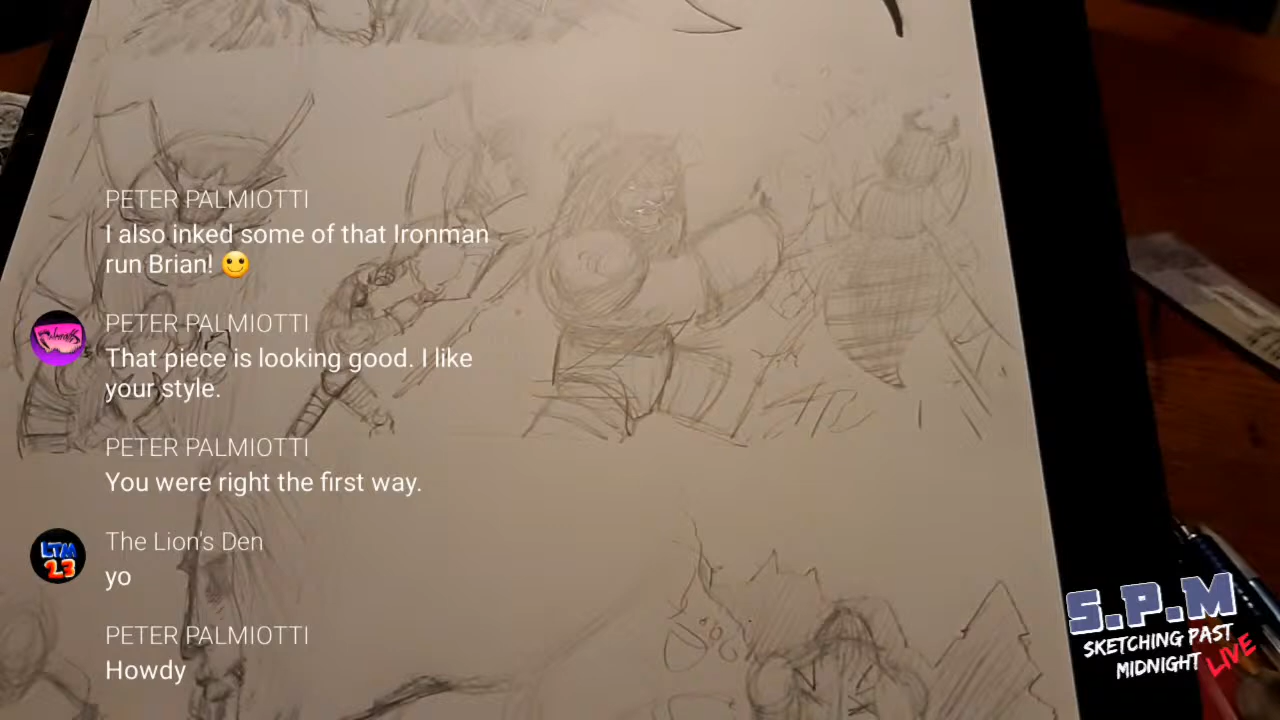 PETER PALMIOTTI
I also inked some of that Ironman
run Brian! 🙂
PETER PALMIOTTI
That piece is looking good. I like
your style.
PETER PALMIOTTI
You were right the first way.
LTM
23
The Lion's Den
yo
PETER PALMIOTTI
Howdy
S.P.M
SKETCHING PAST
MIDNIGHT LIVE